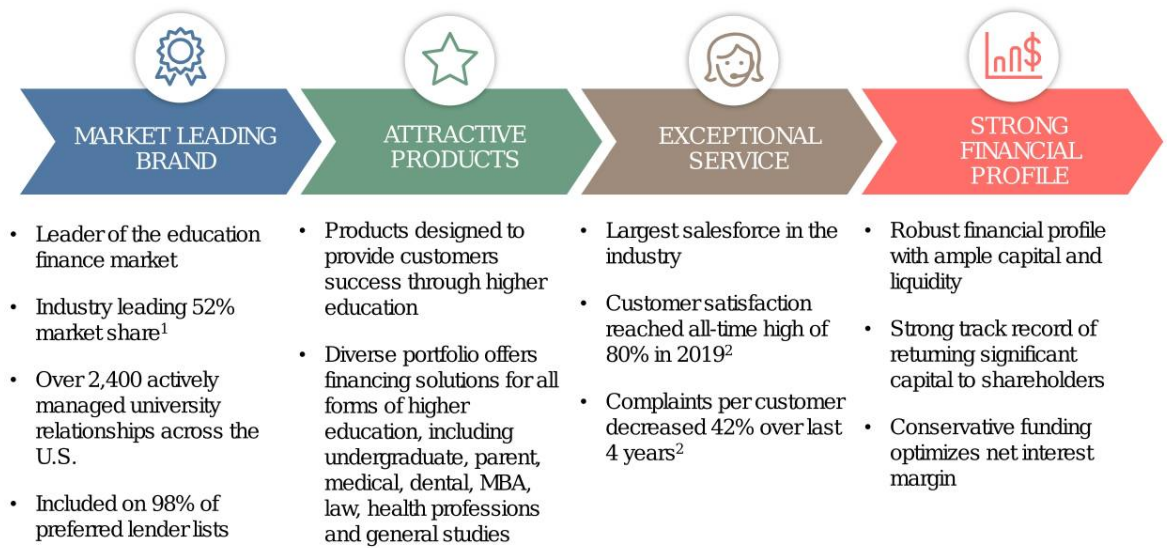 MARKET LEADING
BRAND
ATTRACTIVE
PRODUCTS
EXCEPTIONAL
SERVICE
STRONG
FINANCIAL
PROFILE
• Leader of the education
finance market
• Industry leading 52%
market share¹
• Over 2,400 actively
managed university
relationships across the
U.S.
• Included on 98% of
preferred lender lists
• Products designed to
provide customers
success through higher
education
• Diverse portfolio offers
financing solutions for all
forms of higher
education, including
undergraduate, parent,
medical, dental, MBA,
law, health professions
and general studies
• Largest salesforce in the
industry
• Customer satisfaction
reached all-time high of
80% in 2019²
• Complaints per customer
decreased 42% over last
4 years²
• Robust financial profile
with ample capital and
liquidity
• Strong track record of
returning significant
capital to shareholders
• Conservative funding
optimizes net interest
margin